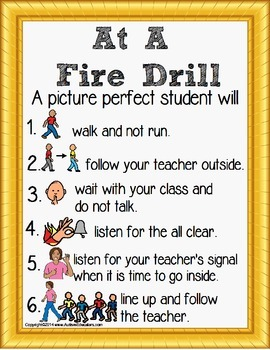 At A
Fire Drill
A picture perfect student will
1. walk and not run.
2. follow your teacher outside.
3. wait with your class and
do not talk.
4. listen for the all clear.
5. listen for your teacher's signal
when it is time to go inside.
6. line up and follow
the teacher.
Copyright©2014 www.AutismEducators.com